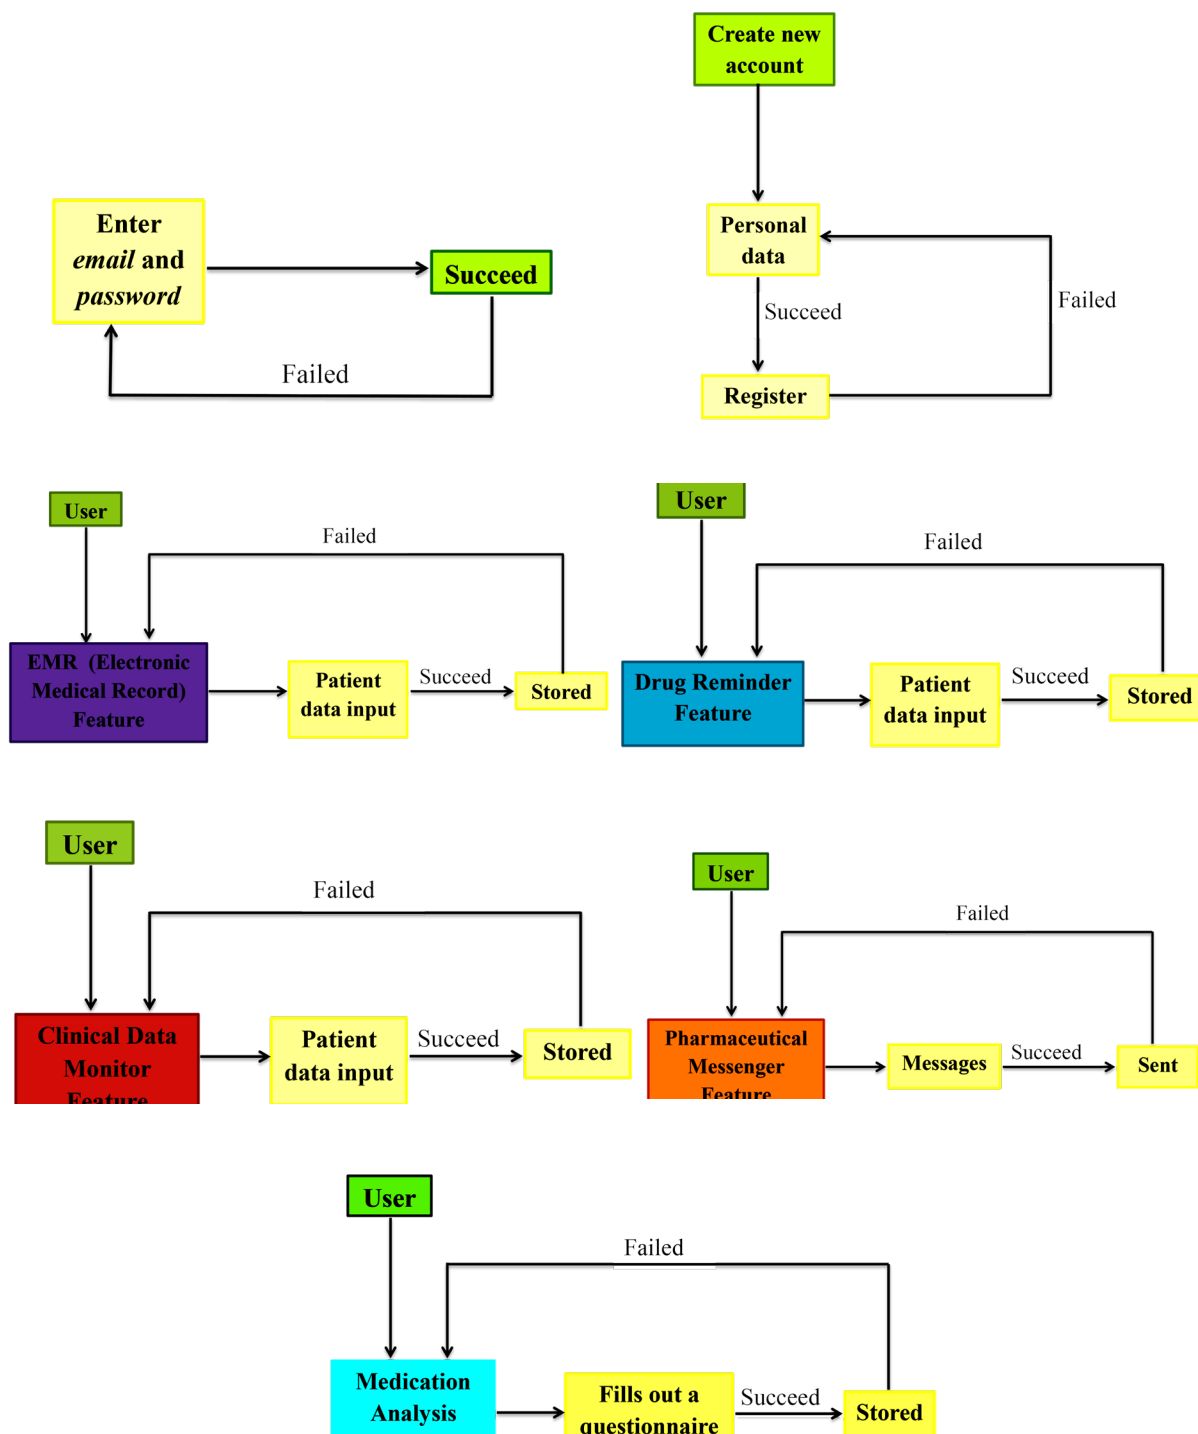 Create new
account
Enter
email and
password
Succeed
Failed
Personal
data
Succeed
Register
Failed
User
Failed
EMR (Electronic
Medical Record)
Feature
Patient
data input
Succeed
Stored
User
Failed
Drug Reminder
Feature
Patient
data input
Succeed
Stored
User
Failed
Clinical Data
Monitor
Feature
Patient
data input
Succeed
Stored
User
Failed
Pharmaceutical
Messenger
Feature
Messages
Succeed
Sent
User
Failed
Medication
Analysis
Fills out a
questionnaire
Succeed
Stored